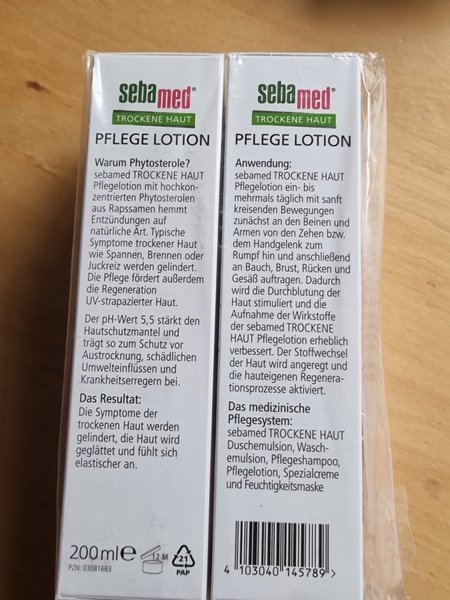 sebamed®
TROCKENE HAUT
PFLEGE LOTION
Warum Phytosterole?
sebamed TROCKENE HAUT
Pflegelotion mit hochkon-
zentrierten Phytosterolen
aus Rapssamen hemmt
Entzündungen auf
natürliche Art. Typische
Symptome trockener Haut
wie Spannen, Brennen oder
Juckreiz werden gelindert.
Die Pflege fördert außerdem
die Regeneration
UV-strapazierter Haut.
Der pH-Wert 5,5 stärkt den
Hautschutzmantel und
trägt so zum Schutz vor
Austrocknung, schädlichen
Umwelteinflüssen und
Krankheitserregern bei.
Das Resultat:
Die Symptome der
trockenen Haut werden
gelindert, die Haut wird
geglättet und fühlt sich
elastischer an.
200 ml ℮
12 M
21
PAP
PZN: 03081683
sebamed®
TROCKENE HAUT
PFLEGE LOTION
Anwendung:
sebamed TROCKENE HAUT
Pflegelotion ein- bis
mehrmals täglich mit sanft
kreisenden Bewegungen
zunächst an den Beinen und
Armen von den Zehen bzw.
dem Handgelenk zum
Rumpf hin und anschließend
an Bauch, Brust, Rücken und
Gesäß auftragen. Dadurch
wird die Durchblutung der
Haut stimuliert und die
Aufnahme der Wirkstoffe
der sebamed TROCKENE
HAUT Pflegelotion erheblich
verbessert. Der Stoffwechsel
der Haut wird angeregt und
die hauteigenen Regenera-
tionsprozesse aktiviert.
Das medizinische
Pflegesystem:
sebamed TROCKENE HAUT
Duschemulsion, Wasch-
emulsion, Pflegeshampoo,
Pflegelotion, Spezialcreme
und Feuchtigkeitsmaske
4 103040 145789 >